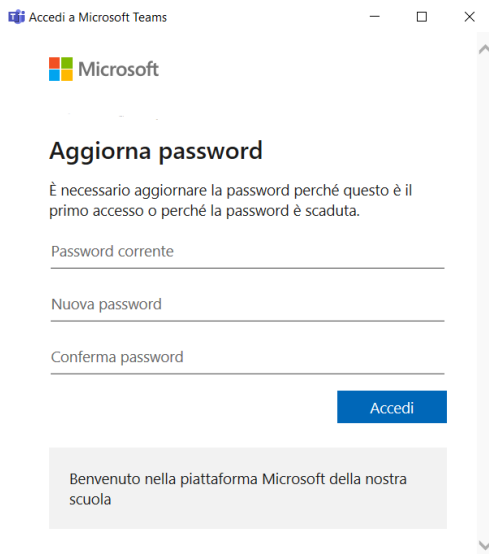 Accedi a Microsoft Teams
Microsoft
Aggiorna password
È necessario aggiornare la password perché questo è il
primo accesso o perché la password è scaduta.
Password corrente
Nuova password
Conferma password
Accedi
Benvenuto nella piattaforma Microsoft della nostra
scuola